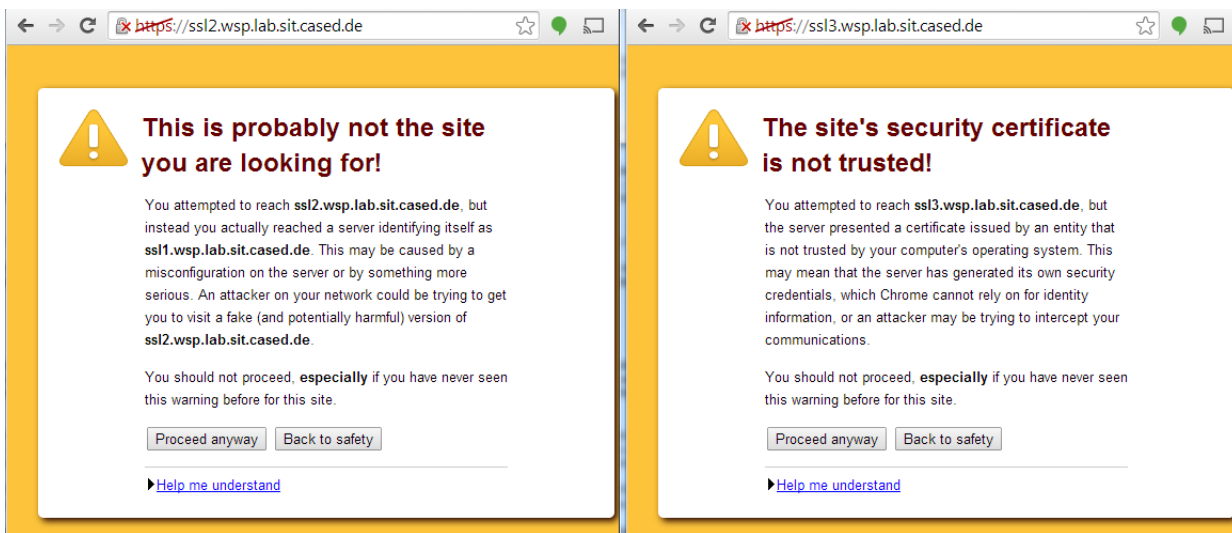 https://ssl2.wsp.lab.sit.cased.de
This is probably not the site
you are looking for!
You attempted to reach ssl2.wsp.lab.sit.cased.de, but
instead you actually reached a server identifying itself as
ssl1.wsp.lab.sit.cased.de. This may be caused by a
misconfiguration on the server or by something more
serious. An attacker on your network could be trying to get
you to visit a fake (and potentially harmful) version of
ssl2.wsp.lab.sit.cased.de.
You should not proceed, especially if you have never seen
this warning before for this site.
Proceed anyway Back to safety
Help me understand
https://ssl3.wsp.lab.sit.cased.de
The site's security certificate
is not trusted!
You attempted to reach ssl3.wsp.lab.sit.cased.de, but
the server presented a certificate issued by an entity that
is not trusted by your computer's operating system. This
may mean that the server has generated its own security
credentials, which Chrome cannot rely on for identity
information, or an attacker may be trying to intercept your
communications.
You should not proceed, especially if you have never seen
this warning before for this site.
Proceed anyway Back to safety
Help me understand